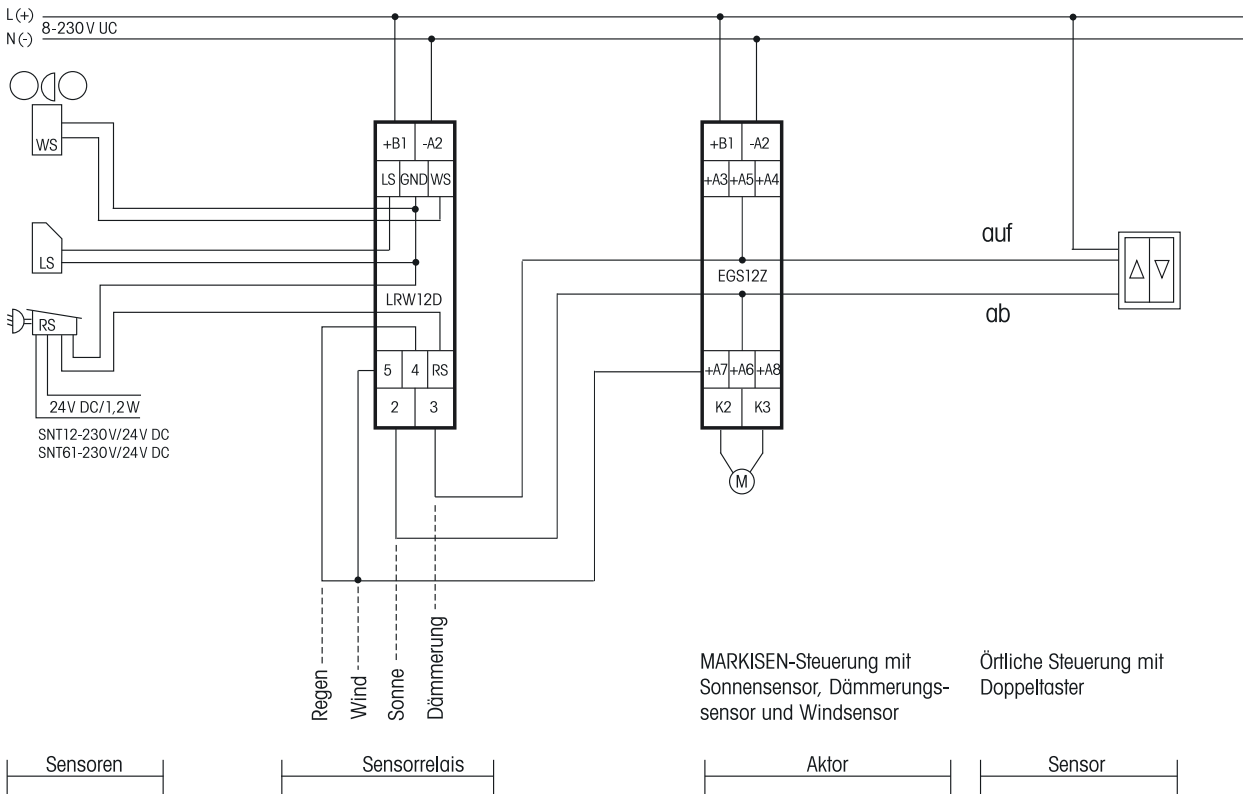 L(+)
8-230V UC
N(-)
WS
LS
RS
24V DC/1,2W
SNT12-230V/24V DC
SNT61-230V/24V DC
+B1 -A2
LS GND WS
LRW12D
5 4 RS
2 3
+B1 -A2
+A3 +A5 +A4
EGS12Z
+A7 +A6 +A8
K2 K3
M
auf
ab
Regen
Wind
Sonne
Dämmerung
MARKISEN-Steuerung mit
Sonnensensor, Dämmerungs-
sensor und Windsensor
Örtliche Steuerung mit
Doppeltaster
Sensoren
Sensorrelais
Aktor
Sensor